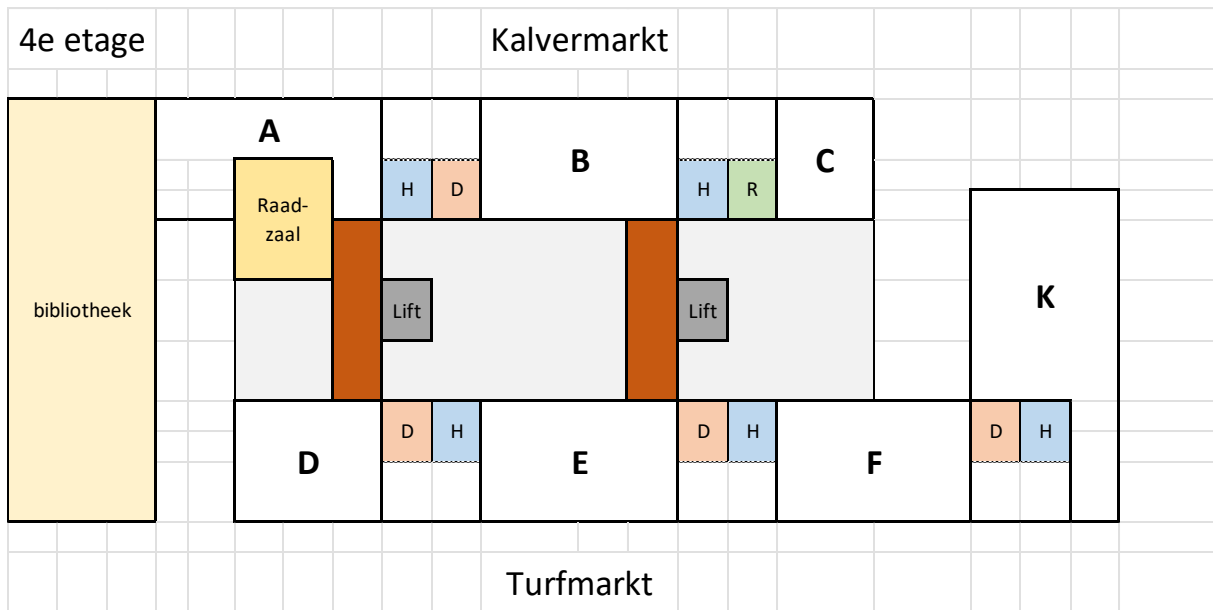 4e etage
Kalvermarkt
A
B
C
H
D
H
R
Raad-
zaal
bibliotheek
Lift
Lift
K
D
D
H
E
D
H
F
D
H
Turfmarkt